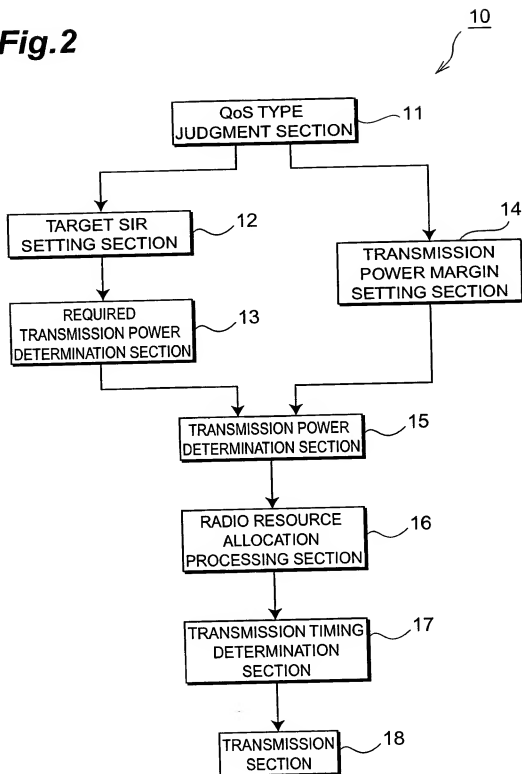 Fig.2
10
QoS TYPE
JUDGMENT SECTION
11
TARGET SIR
SETTING SECTION
12
14
TRANSMISSION
POWER MARGIN
SETTING SECTION
REQUIRED
TRANSMISSION POWER
DETERMINATION SECTION
13
TRANSMISSION POWER
DETERMINATION SECTION
15
RADIO RESOURCE
ALLOCATION
PROCESSING SECTION
16
TRANSMISSION TIMING
DETERMINATION
SECTION
17
TRANSMISSION
SECTION
18